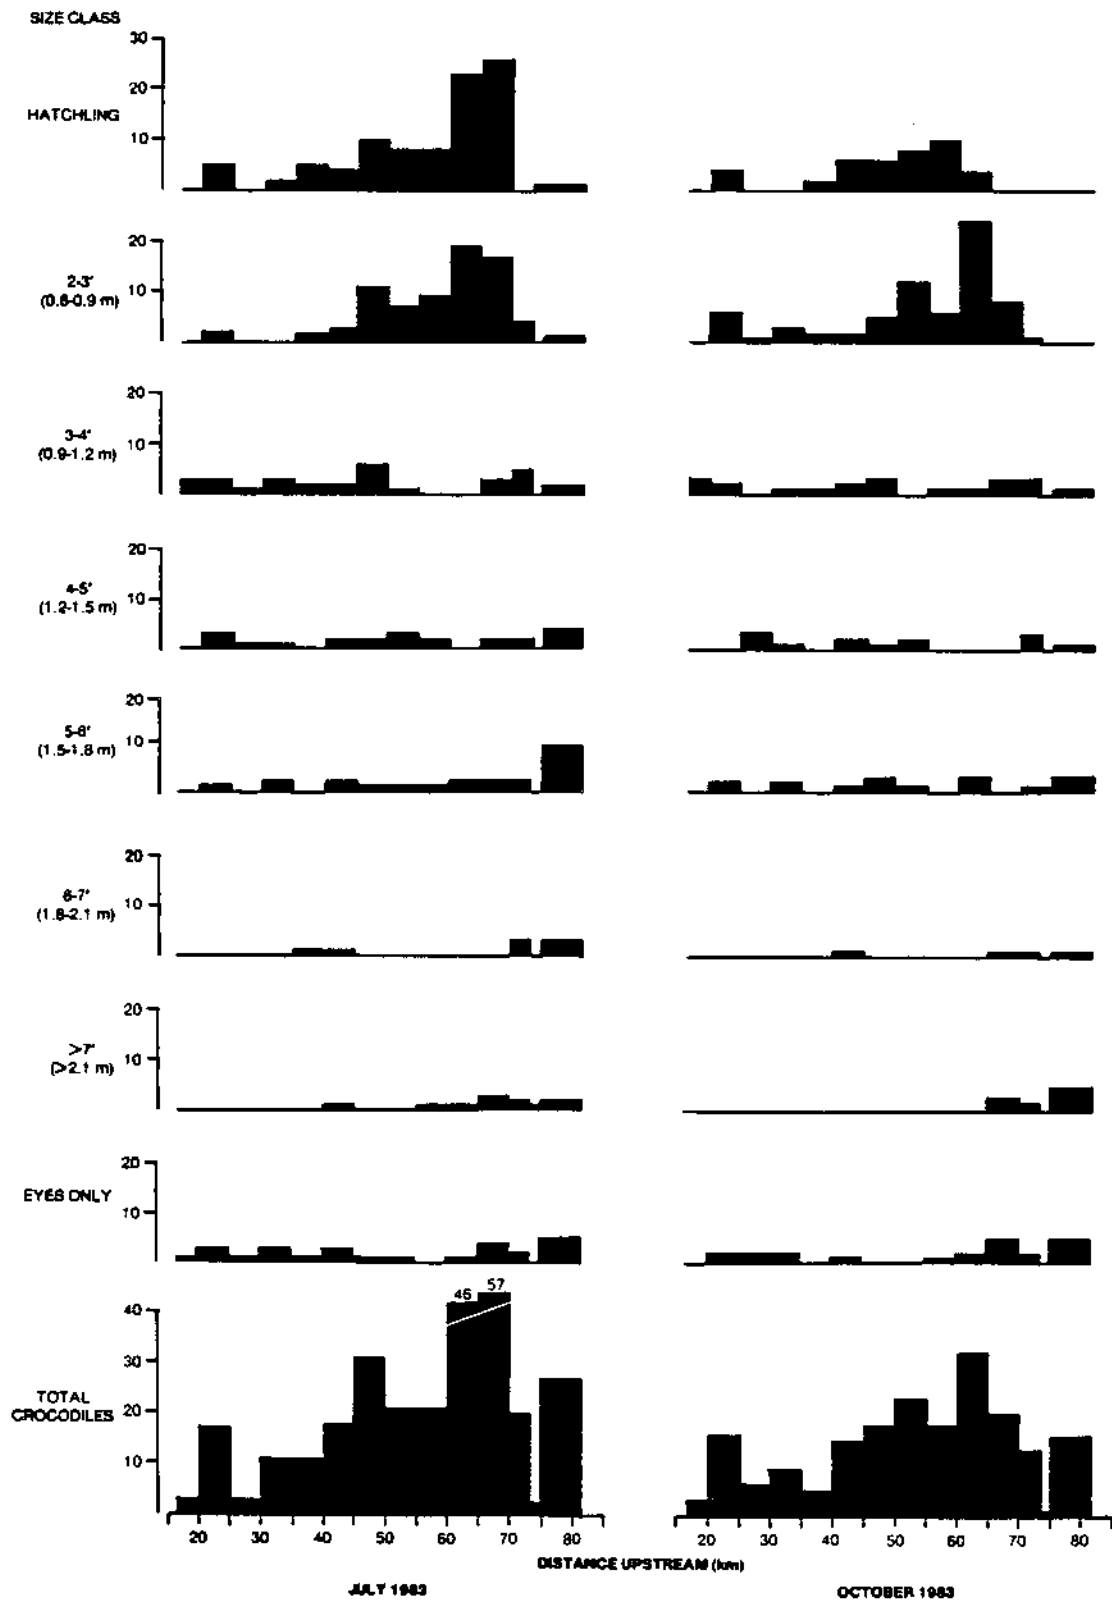 SIZE CLASS
30
20
HATCHLING
10
20
2-3'
10
(0.6-0.9 m)
20
3-4'
10
(0.9-1.2 m)
20
4-5'
10
(1.2-1.5 m)
20
5-6'
10
(1.5-1.8 m)
20
6-7'
10
(1.8-2.1 m)
20
>7'
10
(>2.1 m)
20
EYES ONLY
10
46 57
40
30
TOTAL
CROCODILES
20
10
20 30 40 50 60 70 80 20 30 40 50 60 70 80
DISTANCE UPSTREAM (km)
JULY 1983 OCTOBER 1983